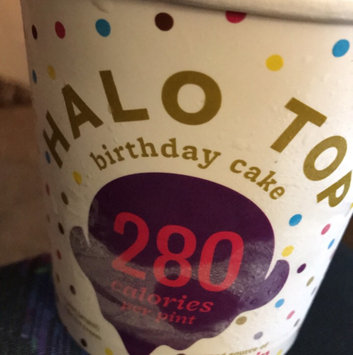 HALO TOP
birthday cake
280
calories
per pint